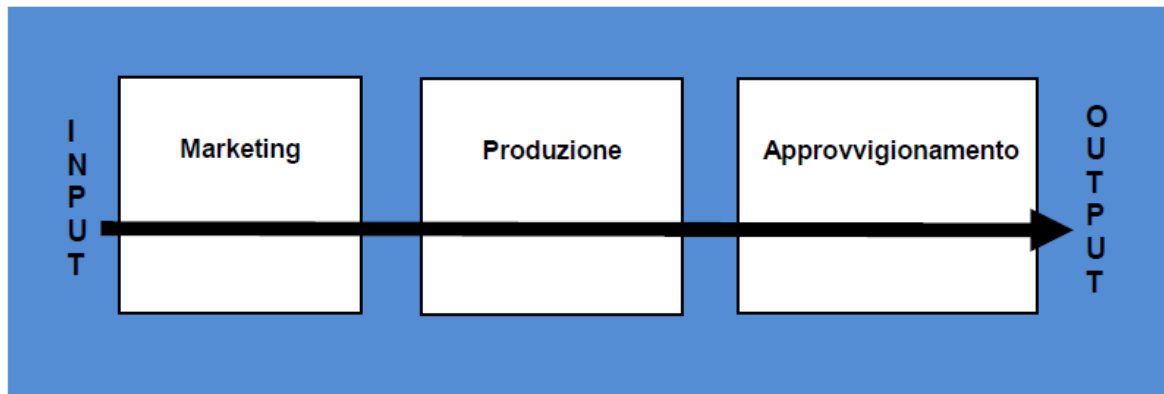 INPUT
Marketing
Produzione
Approvvigionamento
OUTPUT